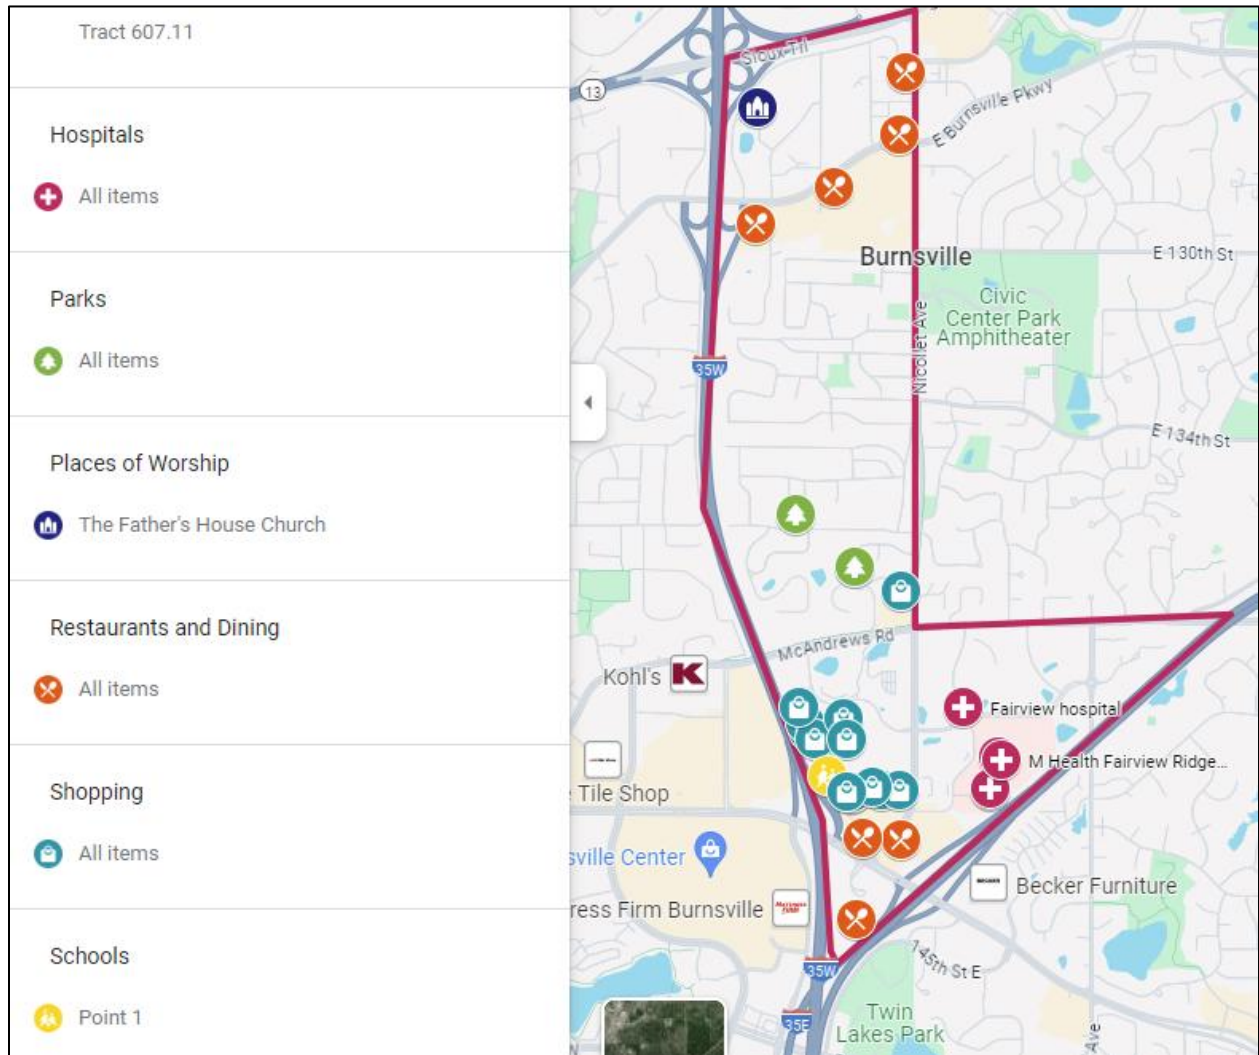 Tract 607.11
Hospitals
All items
Parks
All items
Places of Worship
The Father's House Church
Restaurants and Dining
All items
Shopping
All items
Schools
Point 1
Sioux Trl
13
E Burnsville Pkwy
Burnsville
E 130th St
Civic
Center Park
Amphitheater
Nicollet Ave
35W
E 134th St
McAndrews Rd
Kohl's
K
Fairview hospital
M Health Fairview Ridge...
Tile Shop
sville Center
Becker Furniture
ress Firm Burnsville
145th St E
35W
35E
Twin
Lakes Park
Ave